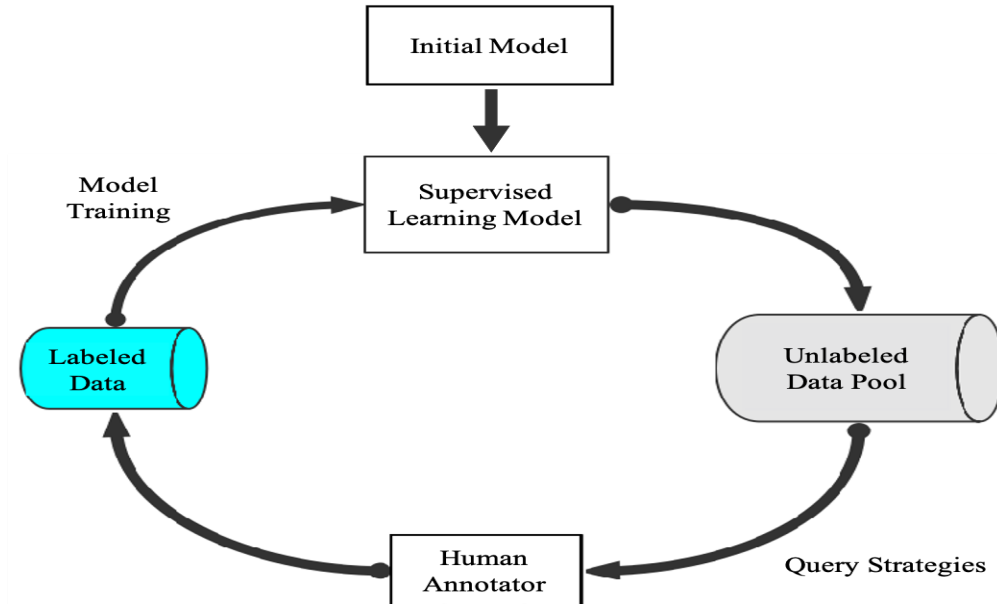 Initial Model
Model
Training
Supervised
Learning Model
Labeled
Data
Unlabeled
Data Pool
Human
Annotator
Query Strategies